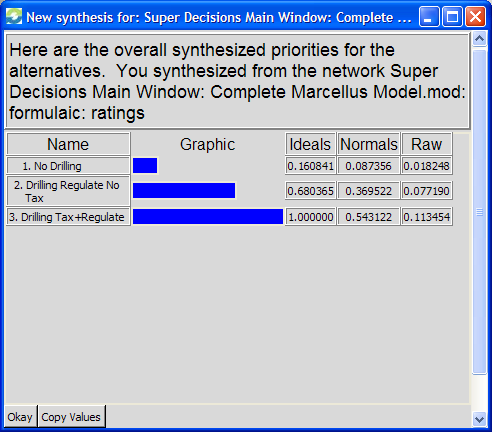 New synthesis for: Super Decisions Main Window: Complete ...
Here are the overall synthesized priorities for the
alternatives. You synthesized from the network Super
Decisions Main Window: Complete Marcellus Model.mod:
formulaic: ratings
Name Graphic Ideals Normals Raw
1. No Drilling 0.160841 0.087356 0.018248
2. Drilling Regulate No
Tax 0.680365 0.369522 0.077190
3. Drilling Tax+Regulate 1.000000 0.543122 0.113454
Okay Copy Values